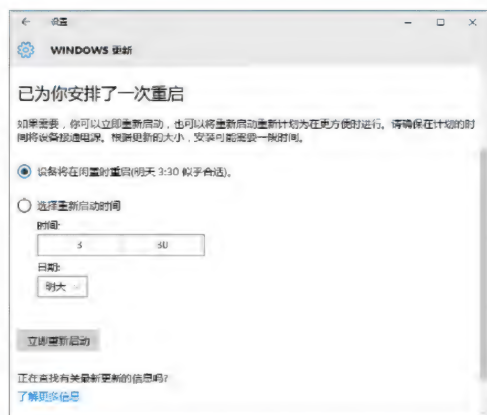 设置
WINDOWS 更新
已为你安排了一次重启
如果需要，你可以立即重新启动，也可以将重新启动重新计划为在更方便时进行。请确保在计划的时
间将设备接通电源。根据更新的大小，安装可能需要一段时间。
设备将在闲置时重启(明天 3:30 似乎合适)。
选择重新启动时间
时间:
3 30
日期:
明天
立即重新启动
正在查找有关最新更新的信息吗?
了解更多信息